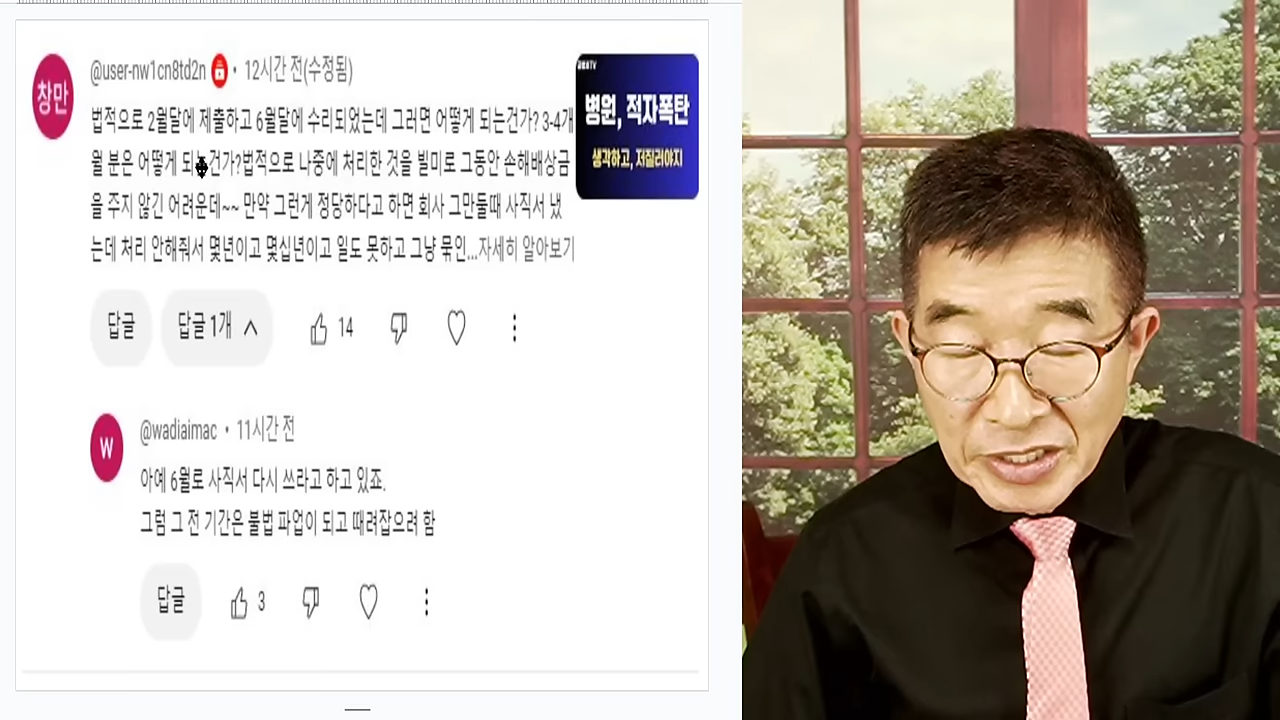 창만
@user-nw1cn8td2n • 12시간 전(수정됨)
법적으로 2월달에 제출하고 6월달에 수리되었는데 그러면 어떻게 되는건가? 3-4개
월 분은 어떻게 되는건가?법적으로 나중에 처리한 것을 빌미로 그동안 손해배상금
을 주지 않긴 어려운데~~ 만약 그런게 정당하다고 하면 회사 그만둘때 사직서 냈
는데 처리 안해줘서 몇년이고 몇십년이고 일도 못하고 그냥 묶인...자세히 알아보기
병원, 적자폭탄
생각하고, 저질러야지
답글
답글 1개
14
W
@wadiaimac • 11시간 전
아예 6월로 사직서 다시 쓰라고 하고 있죠.
그럼 그 전 기간은 불법 파업이 되고 때려잡으려 함
답글
3